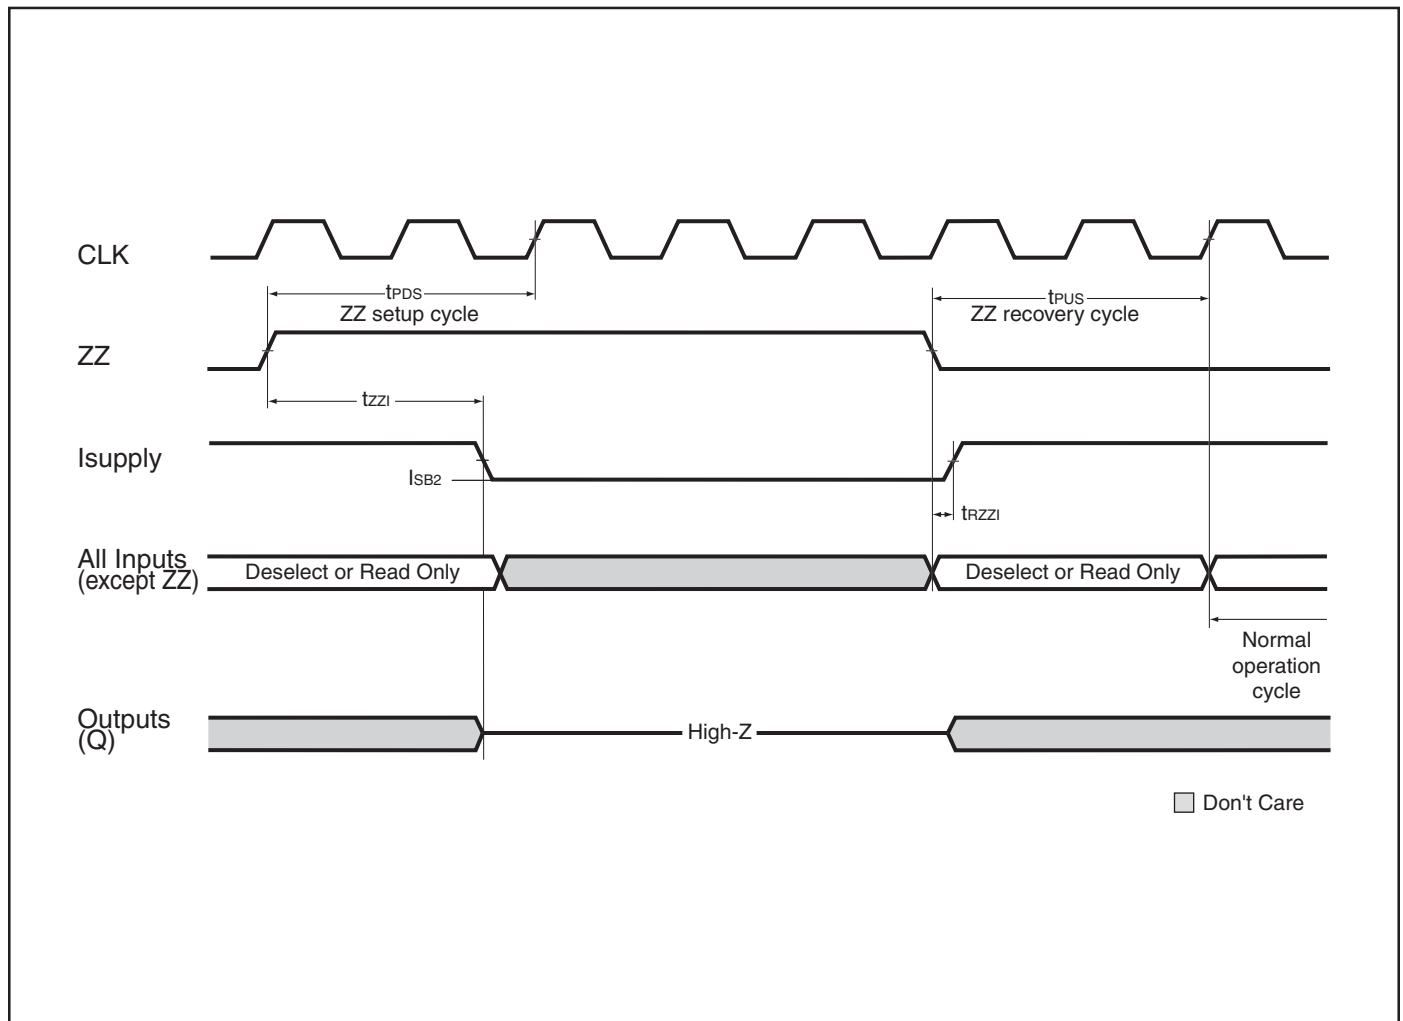 CLK
tPDS
ZZ setup cycle
tPUS
ZZ recovery cycle
ZZ
tZZI
Isupply
ISB2
tRZZI
All Inputs
(except ZZ)
Deselect or Read Only
Deselect or Read Only
Normal
operation
cycle
Outputs
(Q)
High-Z
Don't Care